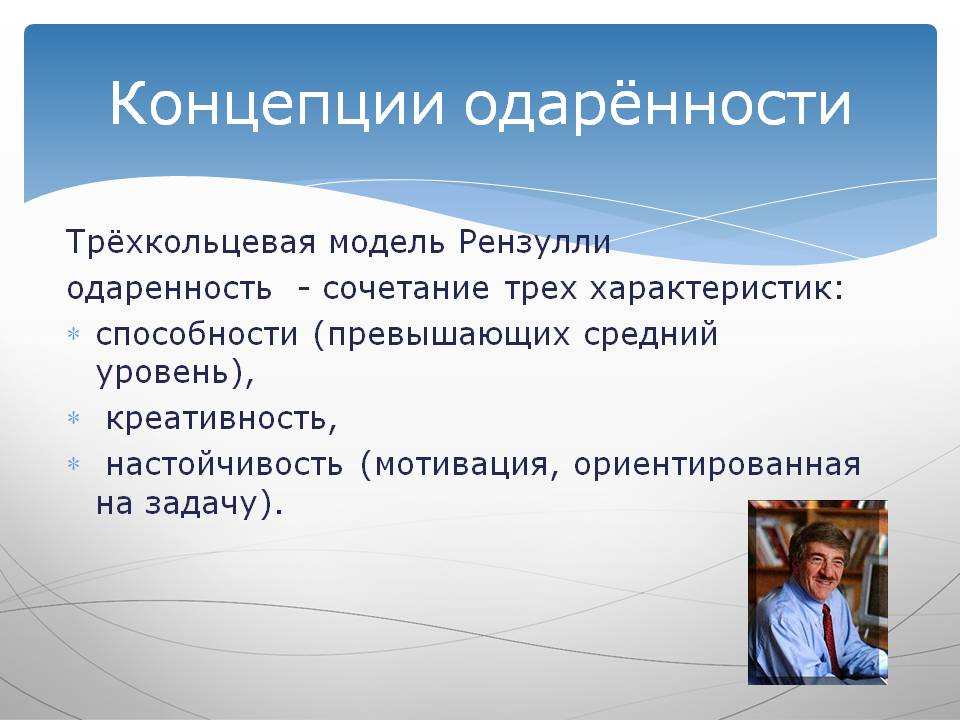 Концепции одарённости
Трёхкольцевая модель Рензулли
одаренность - сочетание трех характеристик:
* способности (превышающих средний
уровень),
* креативность,
* настойчивость (мотивация, ориентированная
на задачу).